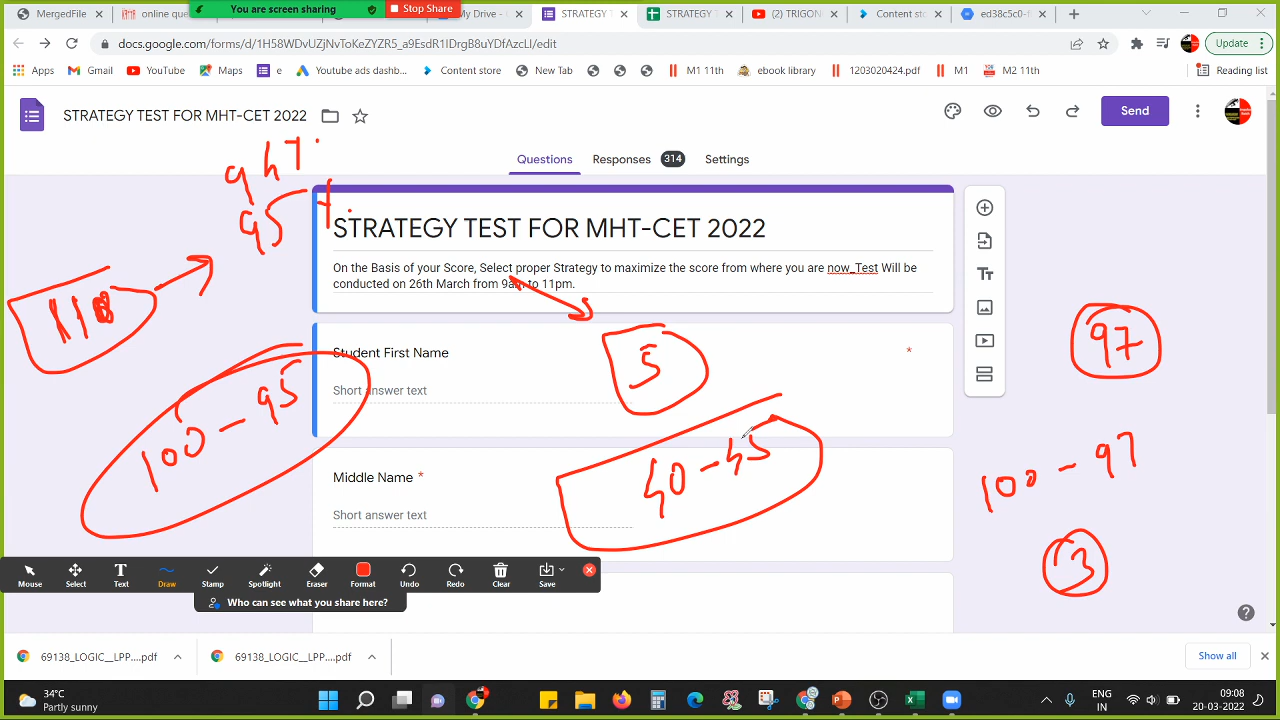 MergedFile
online que
You are screen sharing
Stop Share
My Drive -
STRATEGY T
STRATEGY
(1) TRIGON
Content sto
ed38c5c0-f
docs.google.com/forms/d/1H58WDvUZjNvToKeZYZR5_a9EsdR1IDrgB8CODfAzcLI/edit
Update
Apps
Gmail
YouTube
Maps
e
Youtube ads dashb...
Content store
New Tab
M1 11th
ebook library
1203020424.pdf
M1
M2 11th
Reading list
STRATEGY TEST FOR MHT-CET 2022
Send
Questions
Responses
314
Settings
95
STRATEGY TEST FOR MHT-CET 2022
On the Basis of your Score, Select proper Strategy to maximize the score from where you are now_Test Will be
conducted on 26th March from 9am to 11pm.
118
97
Student First Name
*
5
Short answer text
100 - 95
40 - 45
100 - 97
Middle Name *
Short answer text
3
Mouse
Select
Text
Draw
Stamp
Spotlight
Eraser
Format
Undo
Redo
Clear
Save
Who can see what you share here?
69138_LOGIC__LPP....pdf
69138_LOGIC__LPP....pdf
Show all
34°C
Partly sunny
ENG
IN
09:08
20-03-2022